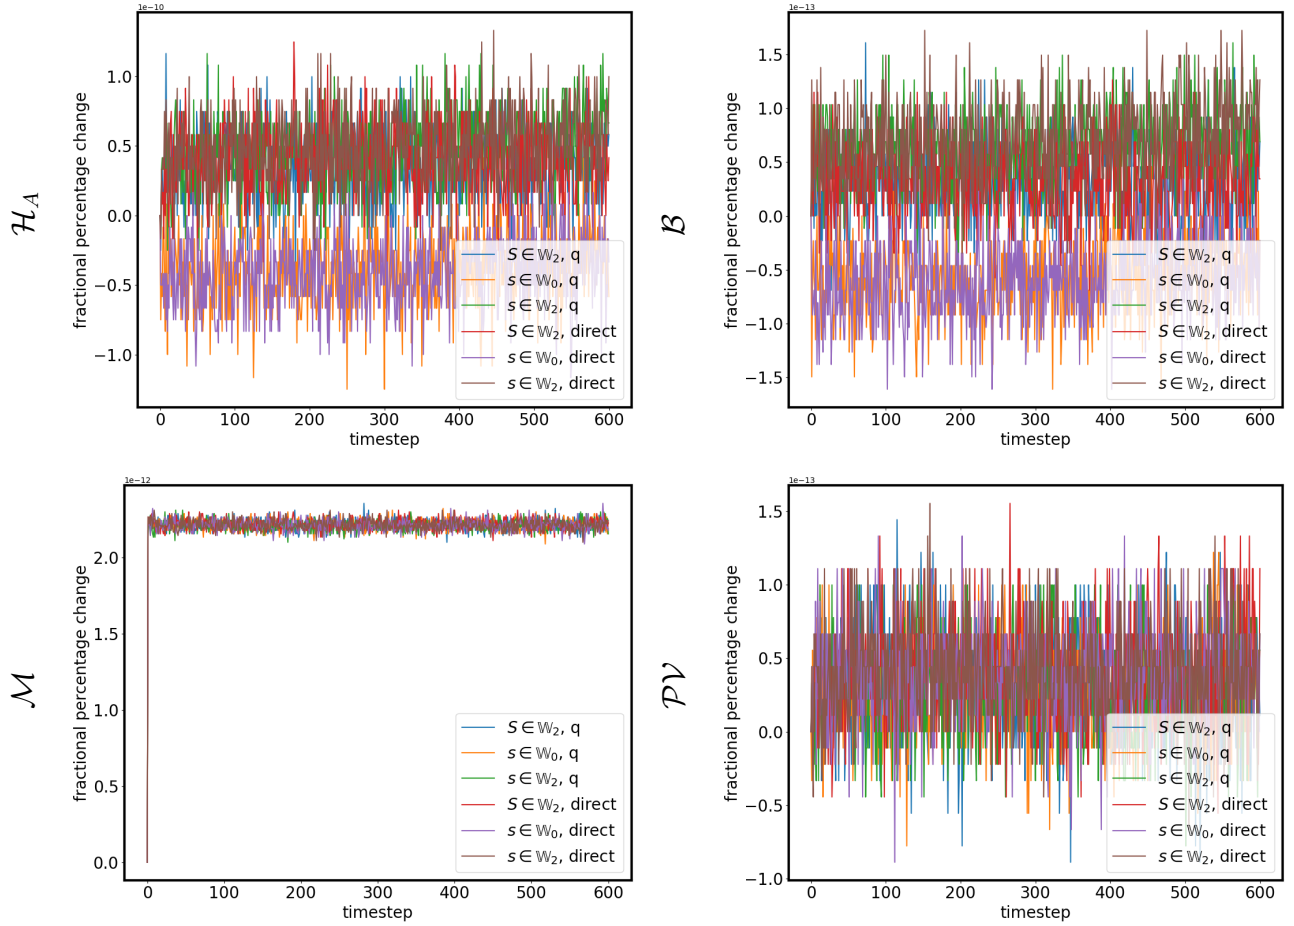 1e−10
1.0
0.5
0.0
−0.5
−1.0
fractional percentage change
ℋ_A
0 100 200 300 400 500 600
timestep
S ∈ 𝕎₂, q
s ∈ 𝕎₀, q
s ∈ 𝕎₂, q
S ∈ 𝕎₂, direct
s ∈ 𝕎₀, direct
s ∈ 𝕎₂, direct
1e−13
1.5
1.0
0.5
0.0
−0.5
−1.0
−1.5
fractional percentage change
ℬ
0 100 200 300 400 500 600
timestep
S ∈ 𝕎₂, q
s ∈ 𝕎₀, q
s ∈ 𝕎₂, q
S ∈ 𝕎₂, direct
s ∈ 𝕎₀, direct
s ∈ 𝕎₂, direct
1e−12
2.0
1.5
1.0
0.5
0.0
fractional percentage change
ℳ
0 100 200 300 400 500 600
timestep
S ∈ 𝕎₂, q
s ∈ 𝕎₀, q
s ∈ 𝕎₂, q
S ∈ 𝕎₂, direct
s ∈ 𝕎₀, direct
s ∈ 𝕎₂, direct
1e−13
1.5
1.0
0.5
0.0
−0.5
−1.0
fractional percentage change
𝒫𝒱
0 100 200 300 400 500 600
timestep
S ∈ 𝕎₂, q
s ∈ 𝕎₀, q
s ∈ 𝕎₂, q
S ∈ 𝕎₂, direct
s ∈ 𝕎₀, direct
s ∈ 𝕎₂, direct